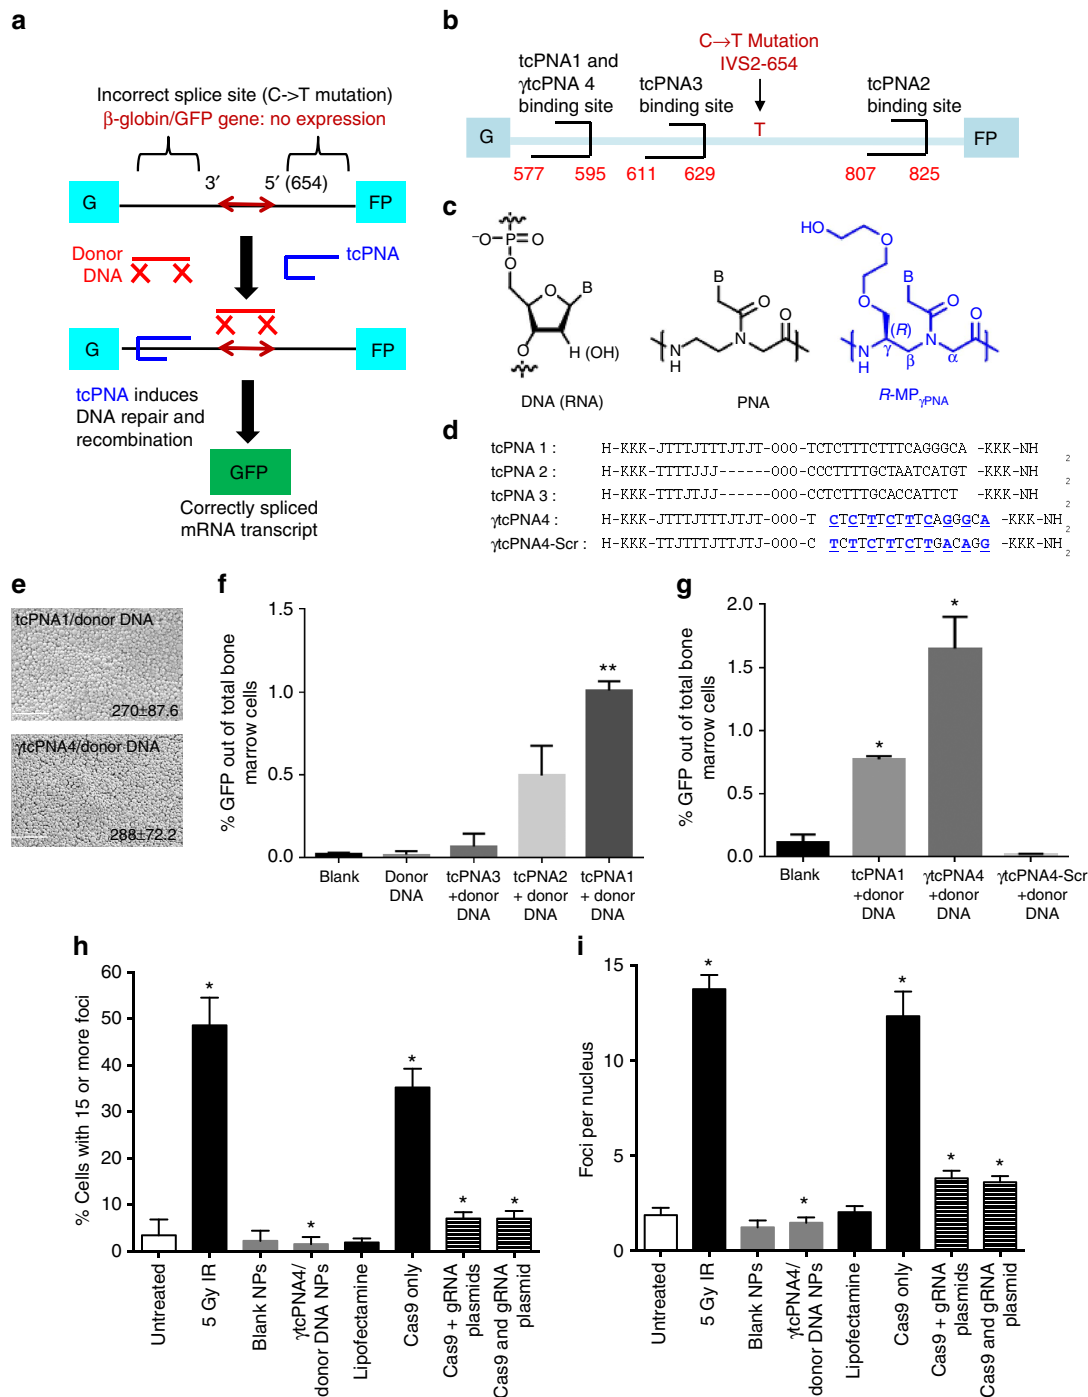 a
Incorrect splice site (C->T mutation)
β-globin/GFP gene: no expression
3′
5′ (654)
G
FP
Donor
DNA
tcPNA
G
FP
tcPNA induces
DNA repair and
recombination
GFP
Correctly spliced
mRNA transcript
b
C→T Mutation
IVS2-654
tcPNA1 and
γtcPNA 4
binding site
tcPNA3
binding site
tcPNA2
binding site
G
T
FP
577
595
611
629
807
825
c
⁻O–P=O
O
O
O
B
H (OH)
DNA (RNA)
B
O
O
N
N
H
PNA
HO
O
O
B
O
O
(R)
N
N
H
γ
β
α
R-MPγPNA
d
tcPNA 1 : H-KKK-JTTTJTTTJTJT-OOO-TCTCTTTCTTTCAGGGCA -KKK-NH2
tcPNA 2 : H-KKK-TTTTJJJ------OOO-CCCTTTTGCTAATCATGT -KKK-NH2
tcPNA 3 : H-KKK-TTTJTJJ------OOO-CCTCTTTGCACCATTCT -KKK-NH2
γtcPNA4 : H-KKK-JTTTJTTTJTJT-OOO-T CTCTTTCTTTCAGGGCA -KKK-NH2
γtcPNA4-Scr : H-KKK-TTJTTTJTTJTJ-OOO-C TCTTCTTCTTGACAGG -KKK-NH2
e
tcPNA1/donor DNA
270±87.6
γtcPNA4/donor DNA
288±72.2
f
% GFP out of total bone
marrow cells
1.5
1.0
0.5
0.0
**
Blank
Donor
DNA
tcPNA3
+donor
DNA
tcPNA2
+ donor
DNA
tcPNA1
+ donor
DNA
g
% GFP out of total bone
marrow cells
2.0
1.5
1.0
0.5
0.0
*
*
Blank
tcPNA1
+donor
DNA
γtcPNA4
+donor
DNA
γtcPNA4-Scr
+donor
DNA
h
% Cells with 15 or more foci
60
50
40
30
20
10
0
*
*
*
*
*
Untreated
5 Gy IR
Blank NPs
γtcPNA4/
donor DNA NPs
Lipofectamine
Cas9 only
Cas9 + gRNA
plasmids
Cas9 and gRNA
plasmid
i
Foci per nucleus
15
10
5
0
*
*
*
*
*
Untreated
5 Gy IR
Blank NPs
γtcPNA4/
donor DNA NPs
Lipofectamine
Cas9 only
Cas9 + gRNA
plasmids
Cas9 and gRNA
plasmid